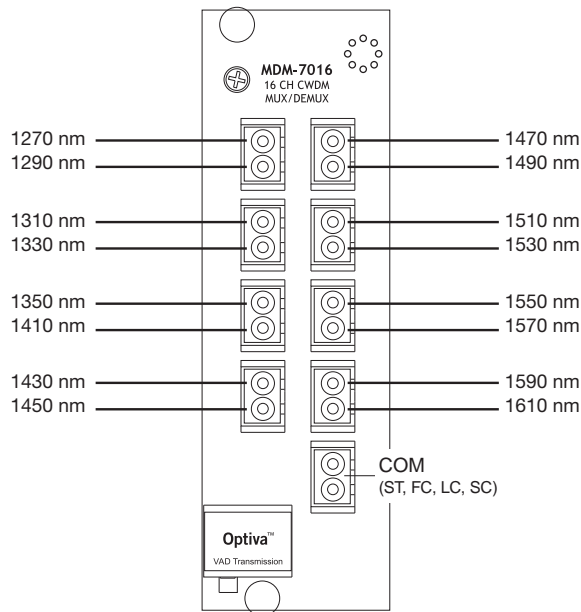 MDM-7016
16 CH CWDM
MUX/DEMUX
1270 nm
1290 nm
1310 nm
1330 nm
1350 nm
1410 nm
1430 nm
1450 nm
1470 nm
1490 nm
1510 nm
1530 nm
1550 nm
1570 nm
1590 nm
1610 nm
COM
(ST, FC, LC, SC)
Optiva™
VAD Transmission